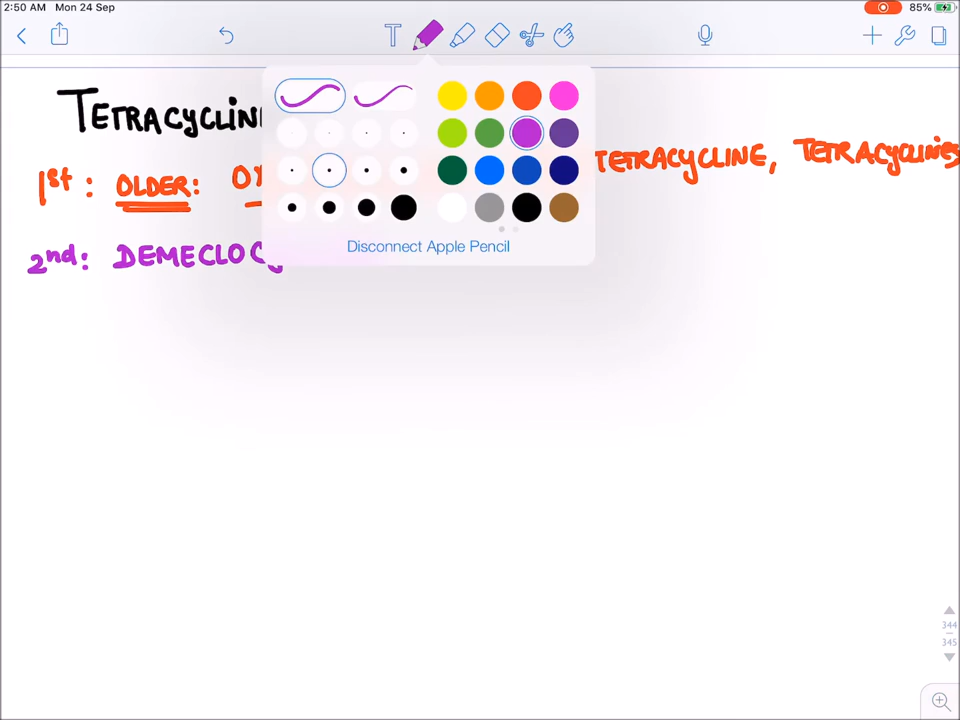 2:50 AM Mon 24 Sep 85%
T
TETRACYCLIN
1st: OLDER: TETRACYCLINE, TETRACYCLINES
2nd: DEMECLOC
Disconnect Apple Pencil
344
345